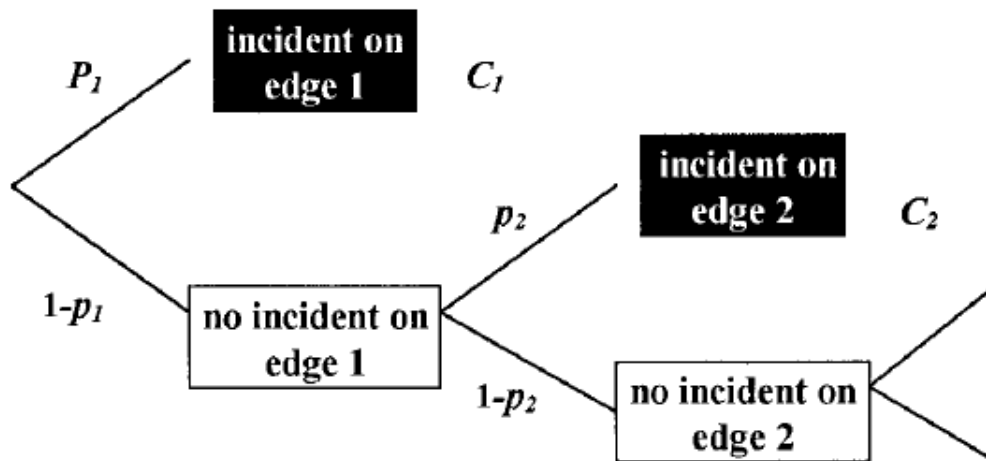 P₁
incident on
edge 1
C₁
1-p₁
no incident on
edge 1
p₂
incident on
edge 2
C₂
1-p₂
no incident on
edge 2